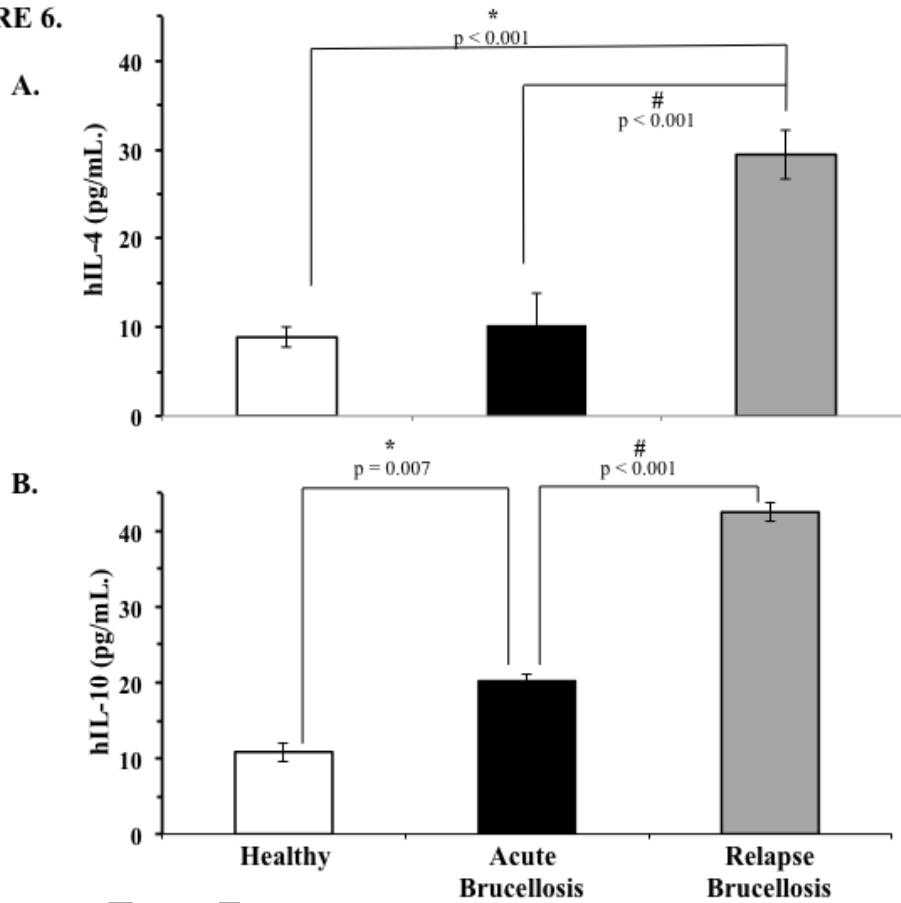 RE 6.
A.
*
p < 0.001
#
p < 0.001
hIL-4 (pg/mL.)
40
30
20
10
0
B.
*
p = 0.007
#
p < 0.001
hIL-10 (pg/mL.)
40
30
20
10
0
Healthy
Acute
Brucellosis
Relapse
Brucellosis